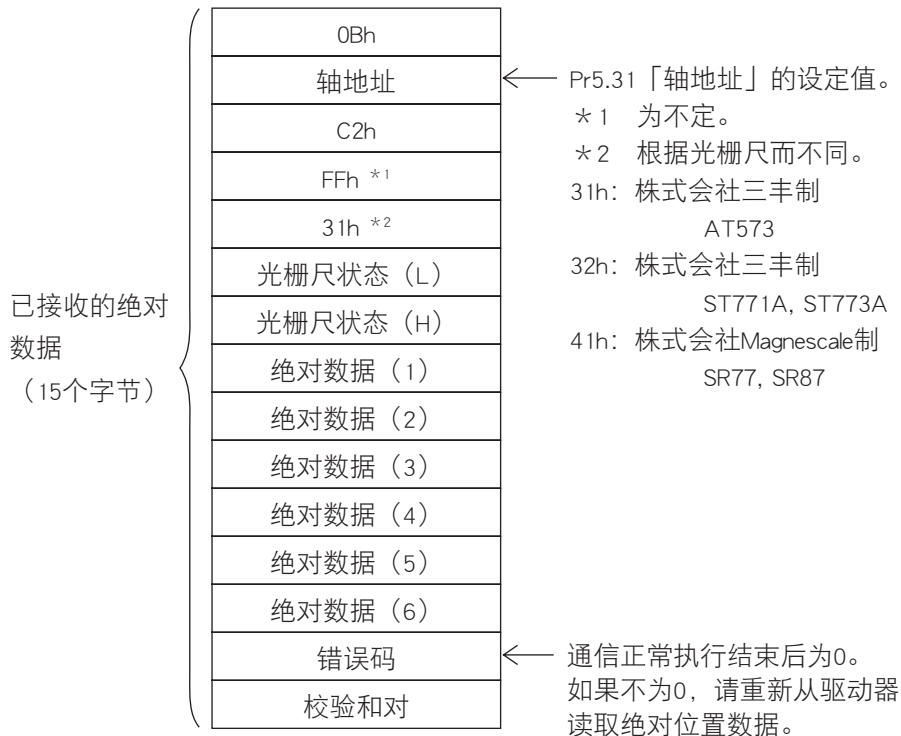 已接收的绝对
数据
（15个字节）
0Bh
轴地址
C2h
FFh *1
31h *2
光栅尺状态（L）
光栅尺状态（H）
绝对数据（1）
绝对数据（2）
绝对数据（3）
绝对数据（4）
绝对数据（5）
绝对数据（6）
错误码
校验和对
Pr5.31「轴地址」的设定值。
*1 为不定。
*2 根据光栅尺而不同。
31h：株式会社三丰制
AT573
32h：株式会社三丰制
ST771A, ST773A
41h：株式会社Magnescale制
SR77, SR87
通信正常执行结束后为0。
如果不为0，请重新从驱动器
读取绝对位置数据。